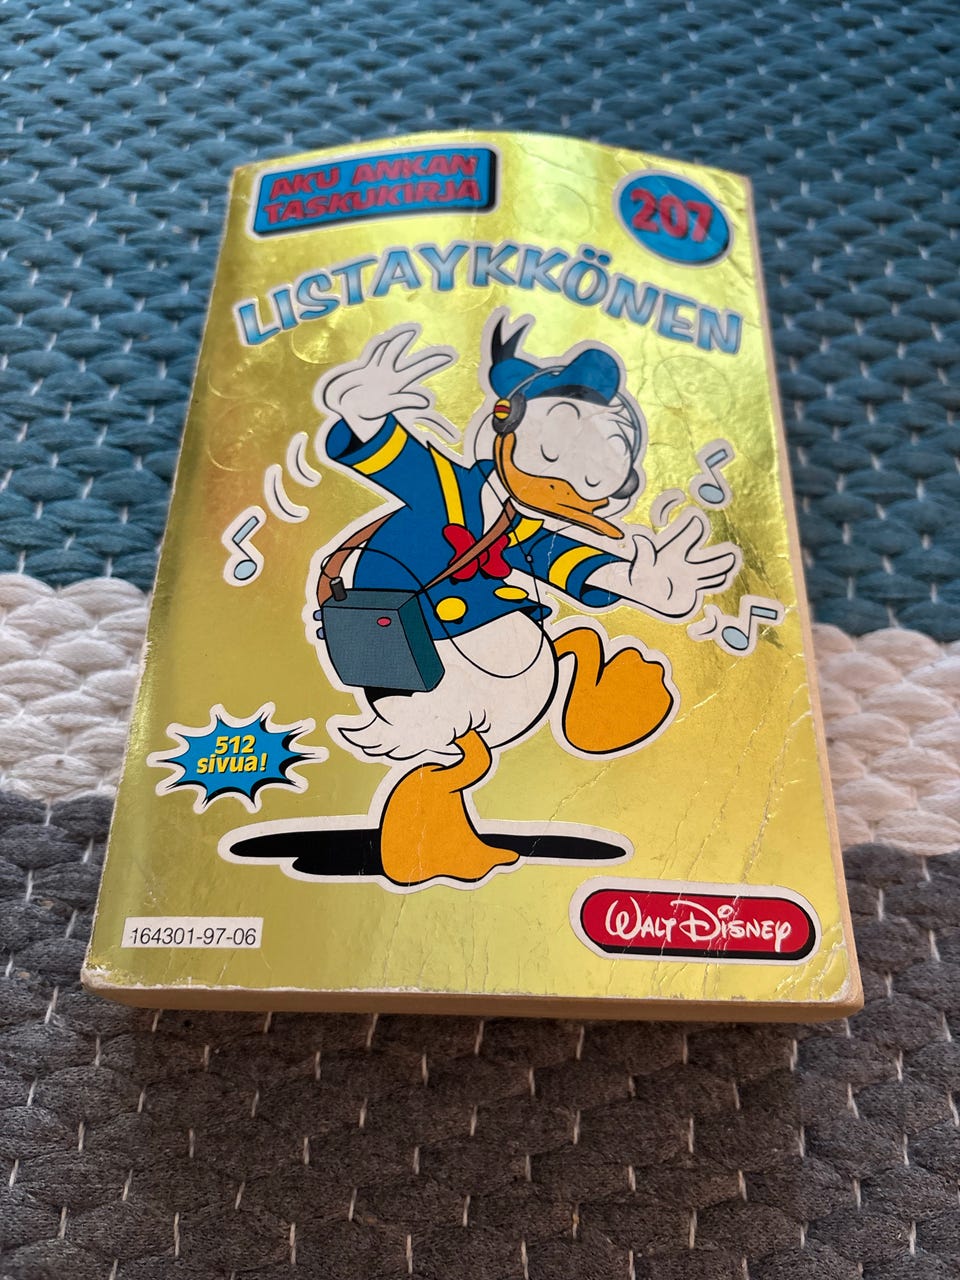 AKU ANKAN
TASKUKIRJA
207
LISTAYKKÖNEN
512
sivua!
164301-97-06
WALT DISNEY